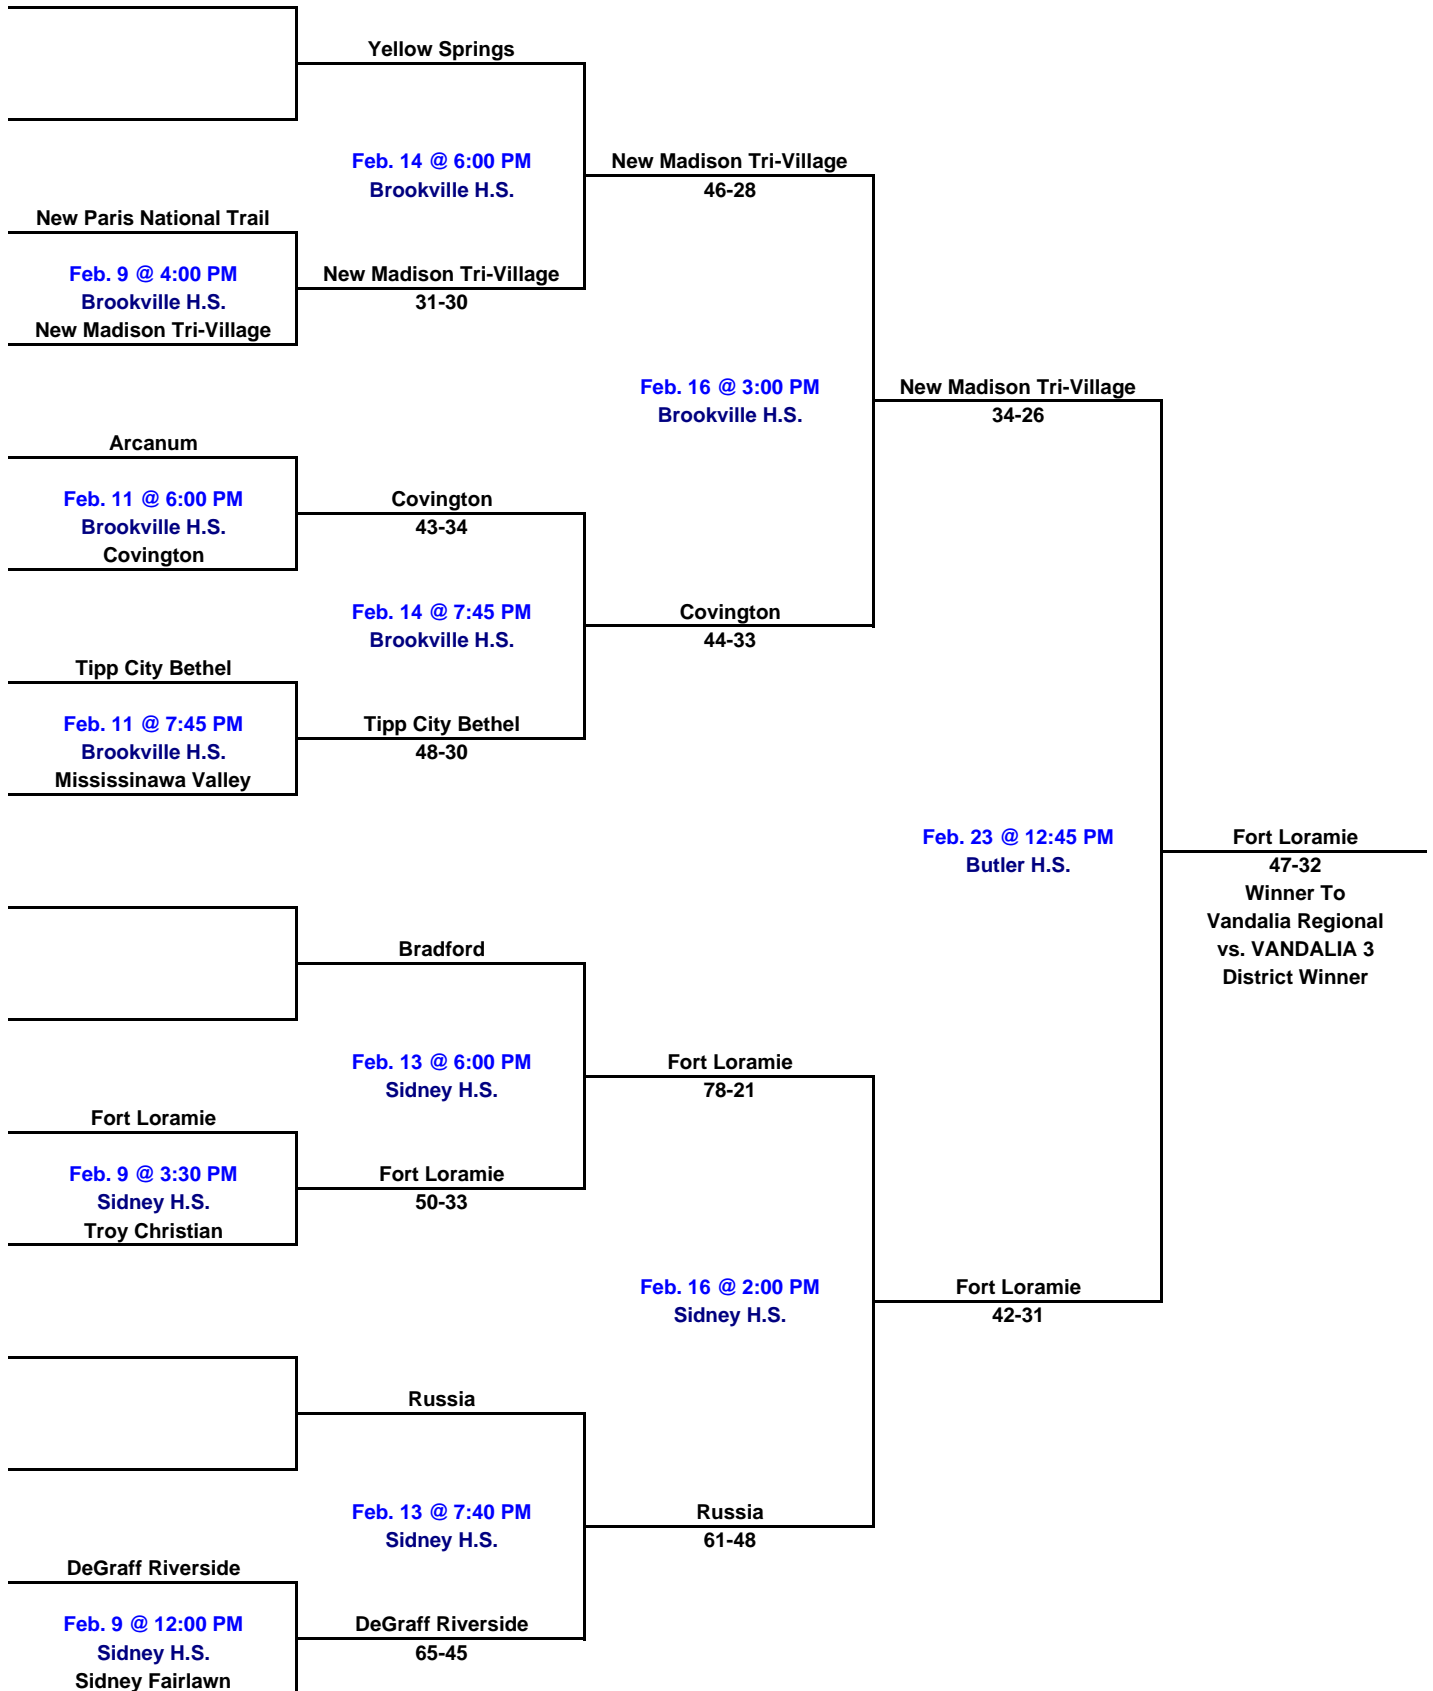 Yellow Springs
Feb. 14 @ 6:00 PM
Brookville H.S.
New Madison Tri-Village
46-28
New Paris National Trail
Feb. 9 @ 4:00 PM
Brookville H.S.
New Madison Tri-Village
New Madison Tri-Village
31-30
Feb. 16 @ 3:00 PM
Brookville H.S.
New Madison Tri-Village
34-26
Arcanum
Feb. 11 @ 6:00 PM
Brookville H.S.
Covington
Covington
43-34
Feb. 14 @ 7:45 PM
Brookville H.S.
Covington
44-33
Tipp City Bethel
Feb. 11 @ 7:45 PM
Brookville H.S.
Mississinawa Valley
Tipp City Bethel
48-30
Feb. 23 @ 12:45 PM
Butler H.S.
Fort Loramie
47-32
Winner To
Vandalia Regional
vs. VANDALIA 3
District Winner
Bradford
Feb. 13 @ 6:00 PM
Sidney H.S.
Fort Loramie
78-21
Fort Loramie
Feb. 9 @ 3:30 PM
Sidney H.S.
Troy Christian
Fort Loramie
50-33
Feb. 16 @ 2:00 PM
Sidney H.S.
Fort Loramie
42-31
Russia
Feb. 13 @ 7:40 PM
Sidney H.S.
Russia
61-48
DeGraff Riverside
Feb. 9 @ 12:00 PM
Sidney H.S.
Sidney Fairlawn
DeGraff Riverside
65-45